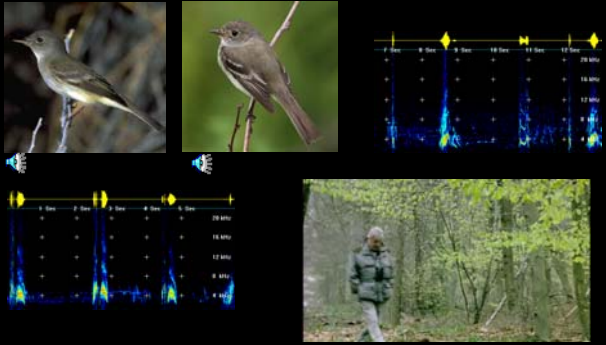 7 Sec 8 Sec 9 Sec 10 Sec 11 Sec 12 Sec
20 kHz
16 kHz
12 kHz
8 kHz
4 kHz
1 Sec 2 Sec 3 Sec 4 Sec 5 Sec
20 kHz
16 kHz
12 kHz
8 kHz
4 kHz